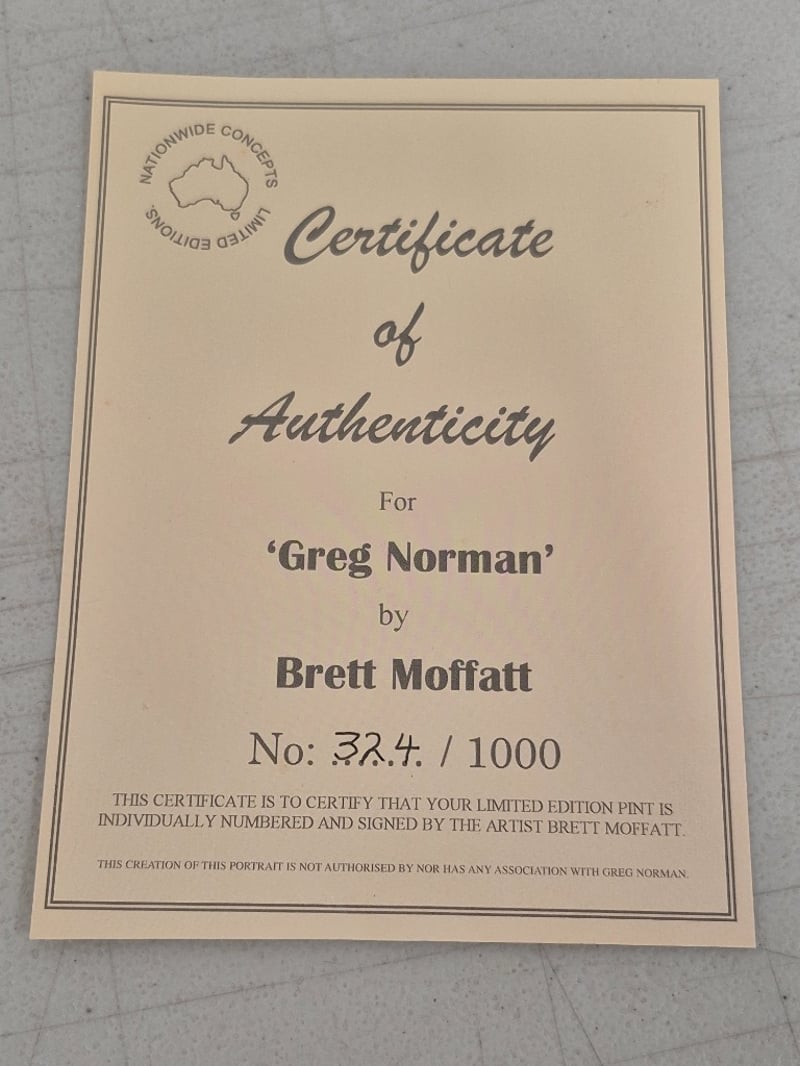 NATIONWIDE CONCEPTS
LIMITED EDITIONS.
Certificate
of
Authenticity
For
‘Greg Norman’
by
Brett Moffatt
No: 324 / 1000
THIS CERTIFICATE IS TO CERTIFY THAT YOUR LIMITED EDITION PINT IS
INDIVIDUALLY NUMBERED AND SIGNED BY THE ARTIST BRETT MOFFATT.
THIS CREATION OF THIS PORTRAIT IS NOT AUTHORISED BY NOR HAS ANY ASSOCIATION WITH GREG NORMAN.